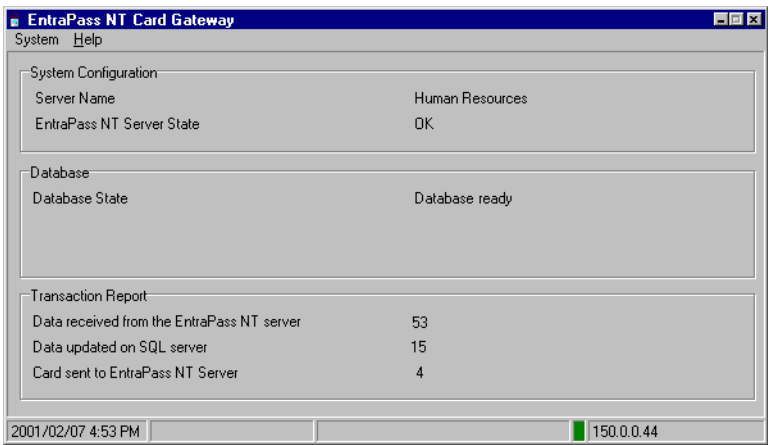 EntraPass NT Card Gateway
System Help
System Configuration
Server Name Human Resources
EntraPass NT Server State OK
Database
Database State Database ready
Transaction Report
Data received from the EntraPass NT server 53
Data updated on SQL server 15
Card sent to EntraPass NT Server 4
2001/02/07 4:53 PM 150.0.0.44